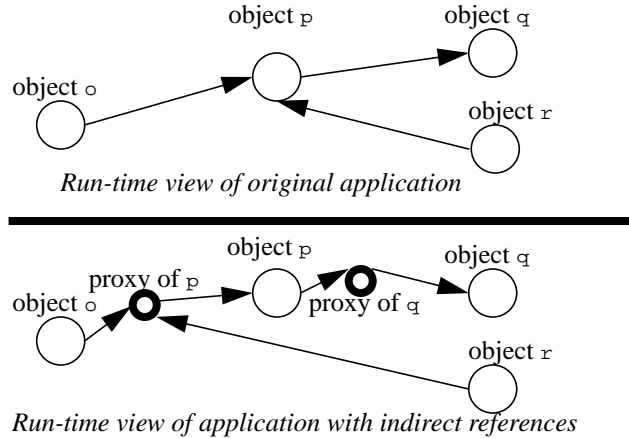 object p
object q
object o
object r
Run-time view of original application
object p
object q
proxy of p
object o
proxy of q
object r
Run-time view of application with indirect references